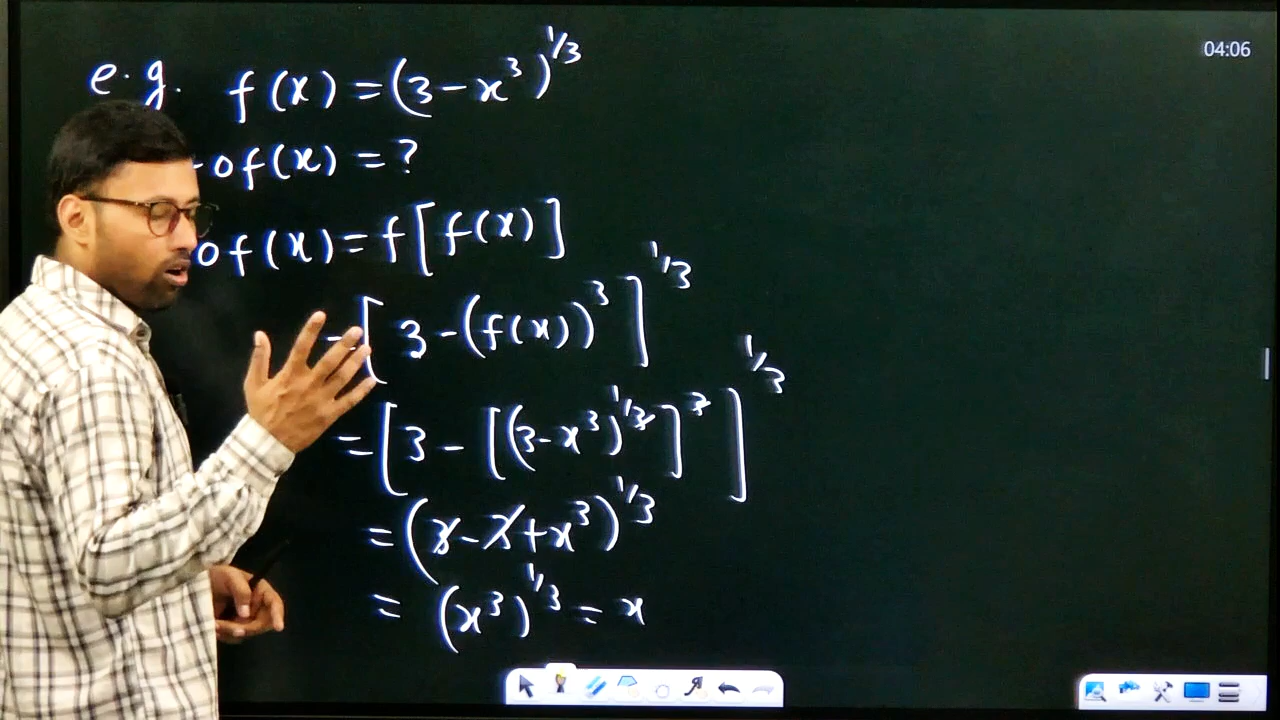 04:06
e.g. f(x) = (3-x³)^1/3
of(x) = ?
of(x) = f[f(x)]
=[3-(f(x))³]^1/3
=[3-[(3-x³)^1/3]³]^1/3
=(3-3+x³)^1/3
= (x³)^1/3 = x